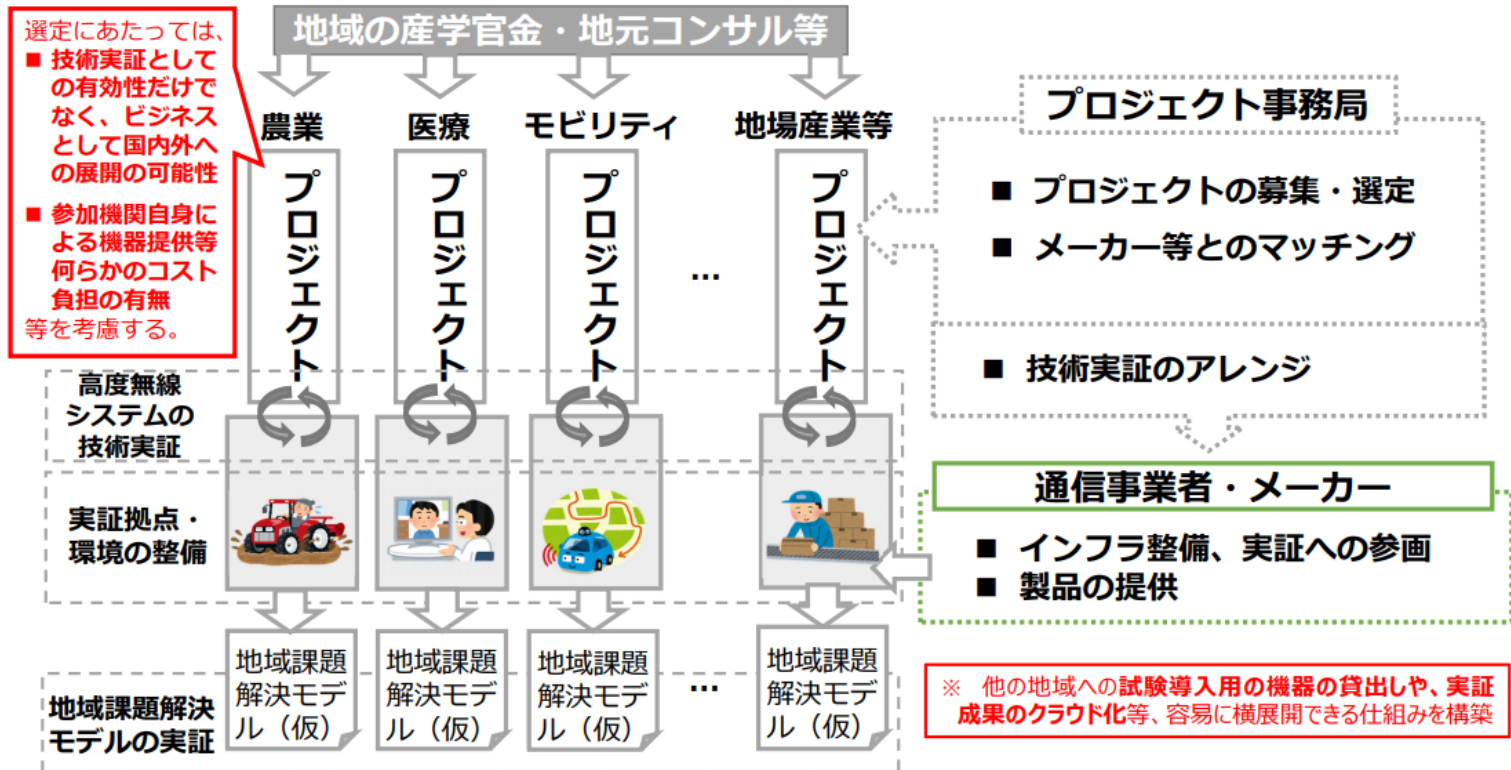 地域の産学官金・地元コンサル等
選定にあたっては、
■ 技術実証として
の有効性だけで
なく、ビジネス
として国内外へ
の展開の可能性
■ 参加機関自身に
よる機器提供等
何らかのコスト
負担の有無
等を考慮する。
農業
医療
モビリティ
地場産業等
プロジェクト
プロジェクト
プロジェクト
...
プロジェクト
プロジェクト事務局
■ プロジェクトの募集・選定
■ メーカー等とのマッチング
■ 技術実証のアレンジ
高度無線
システムの
技術実証
実証拠点・
環境の整備
通信事業者・メーカー
■ インフラ整備、実証への参画
■ 製品の提供
地域課題解決
モデルの実証
地域課題
解決モデ
ル（仮）
地域課題
解決モデ
ル（仮）
地域課題
解決モデ
ル（仮）
...
地域課題
解決モデ
ル（仮）
※ 他の地域への試験導入用の機器の貸出しや、実証
成果のクラウド化等、容易に横展開できる仕組みを構築